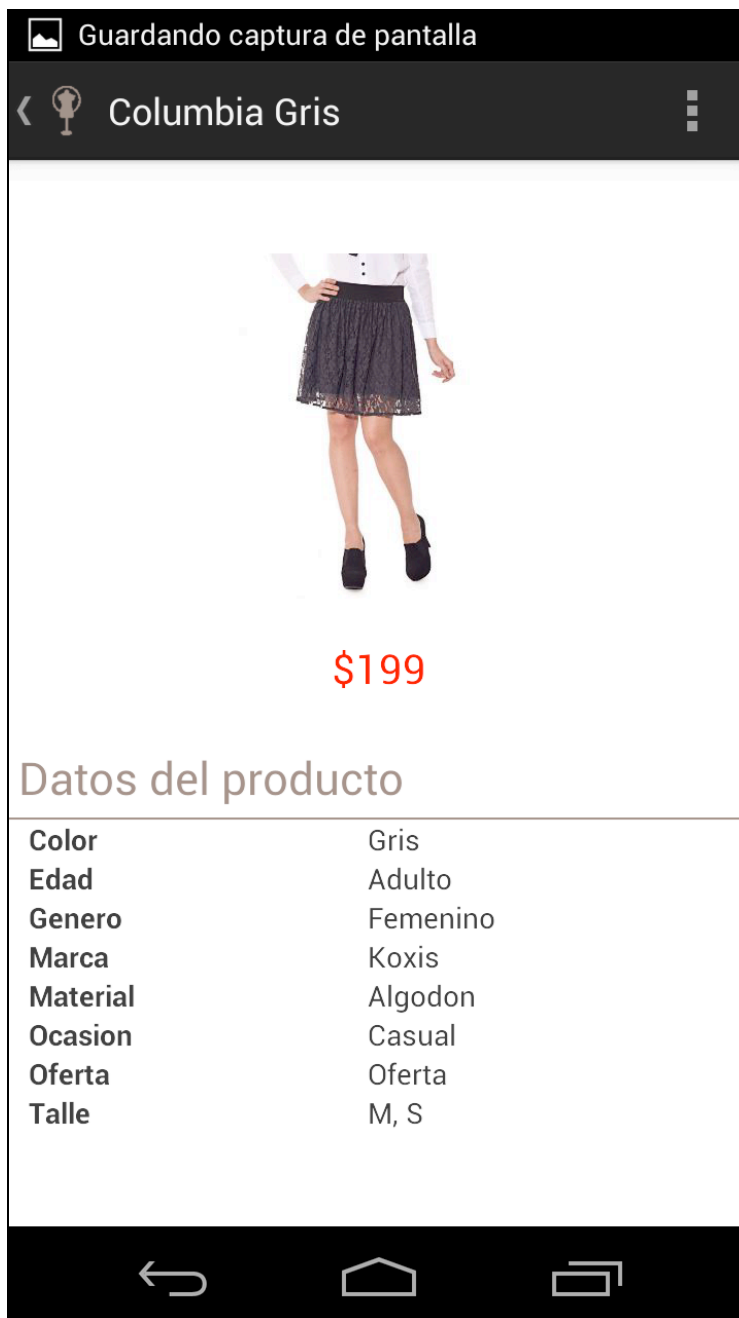 Guardando captura de pantalla
Columbia Gris
$199
Datos del producto
Color Gris
Edad Adulto
Genero Femenino
Marca Koxis
Material Algodon
Ocasion Casual
Oferta Oferta
Talle M, S